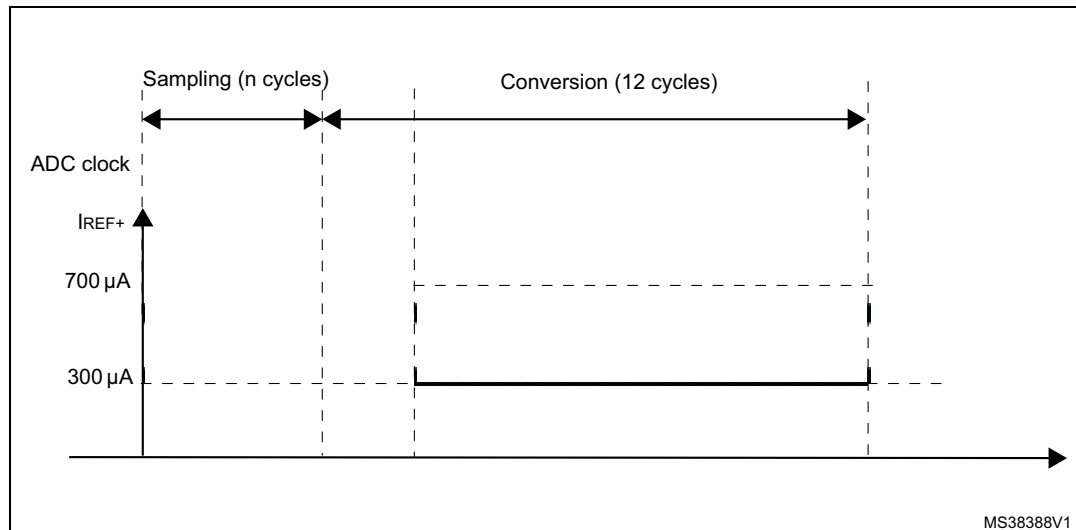 Sampling (n cycles)
Conversion (12 cycles)
ADC clock
IREF+
700 µA
300 µA
MS38388V1